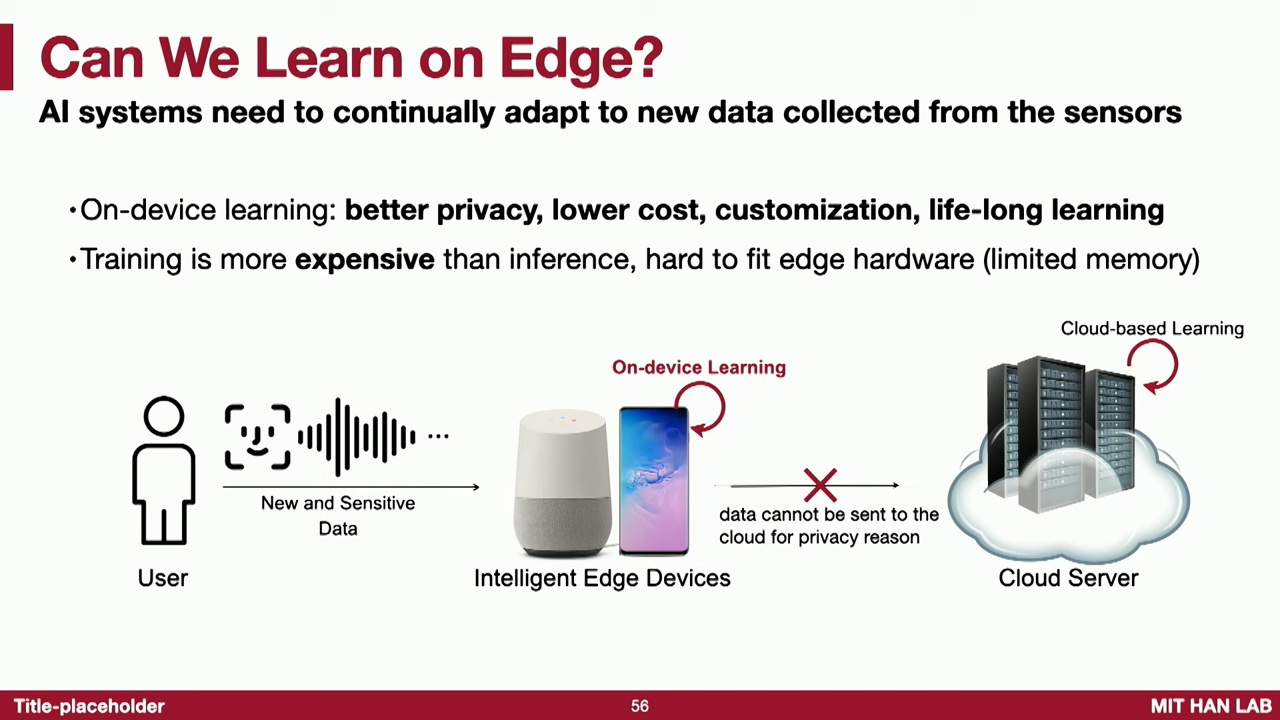 Can We Learn on Edge?
AI systems need to continually adapt to new data collected from the sensors
•On-device learning: better privacy, lower cost, customization, life-long learning
•Training is more expensive than inference, hard to fit edge hardware (limited memory)
Cloud-based Learning
On-device Learning
...
New and Sensitive
Data
data cannot be sent to the
cloud for privacy reason
User
Intelligent Edge Devices
Cloud Server
Title-placeholder
56
MIT HAN LAB